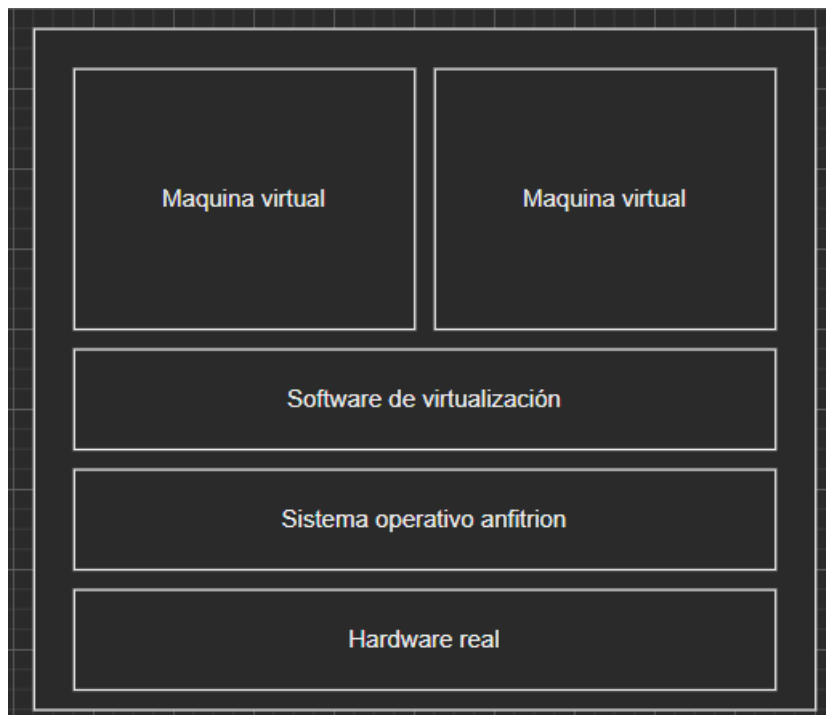 Maquina virtual
Maquina virtual
Software de virtualización
Sistema operativo anfitrion
Hardware real